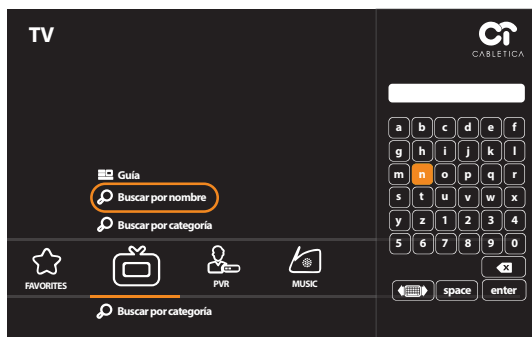 TV
CABLETICA
a b c d e f
g h i j k l
m n o p q r
s t u v w x
y z 1 2 3 4
5 6 7 8 9 0
space enter
Guía
Buscar por nombre
Buscar por categoría
FAVORITES PVR MUSIC
Buscar por categoría